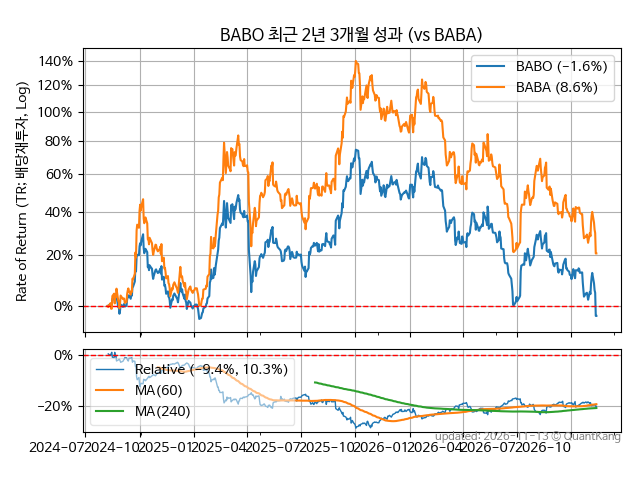 BABO 최근 2년 3개월 성과 (vs BABA)
Rate of Return (TR: 배당재투자, Log)
140%
120%
100%
80%
60%
40%
20%
0%
BABO (−1.6%)
BABA (8.6%)
0%
−20%
Relative (−9.4%, 10.3%)
MA(60)
MA(240)
updated: 2026-11-13 © QuantKang
2024−07 2024−10 2025−01 2025−04 2025−07 2025−10 2026−01 2026−04 2026−07 2026−10